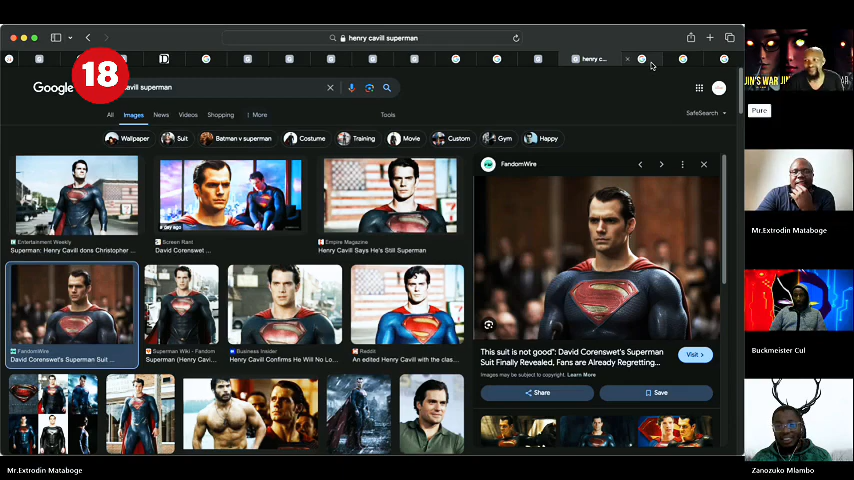 henry cavill superman
henry c...
18
Google
cavill superman
All
Images
News
Videos
Shopping
More
Tools
SafeSearch
Wallpaper
Suit
Batman v superman
Costume
Training
Movie
Custom
Gym
Happy
Entertainment Weekly
Superman: Henry Cavill dons Christopher ...
Screen Rant
David Corenswet ...
Empire Magazine
Henry Cavill Says He's Still Superman
FandomWire
David Corenswet's Superman Suit ...
Superman Wiki - Fandom
Superman (Henry Cavi...
Business Insider
Henry Cavill Confirms He Will No Lo...
Reddit
An edited Henry Cavill with the clas...
FandomWire
This suit is not good": David Corenswet's Superman
Suit Finally Revealed, Fans are Already Regretting...
Visit
Images may be subject to copyright. Learn More
Share
Save
JIN'S WAR
Pure
Mr.Extrodin Mataboge
Buckmeister Cul
Zanozuko Mlambo
Mr.Extrodin Mataboge